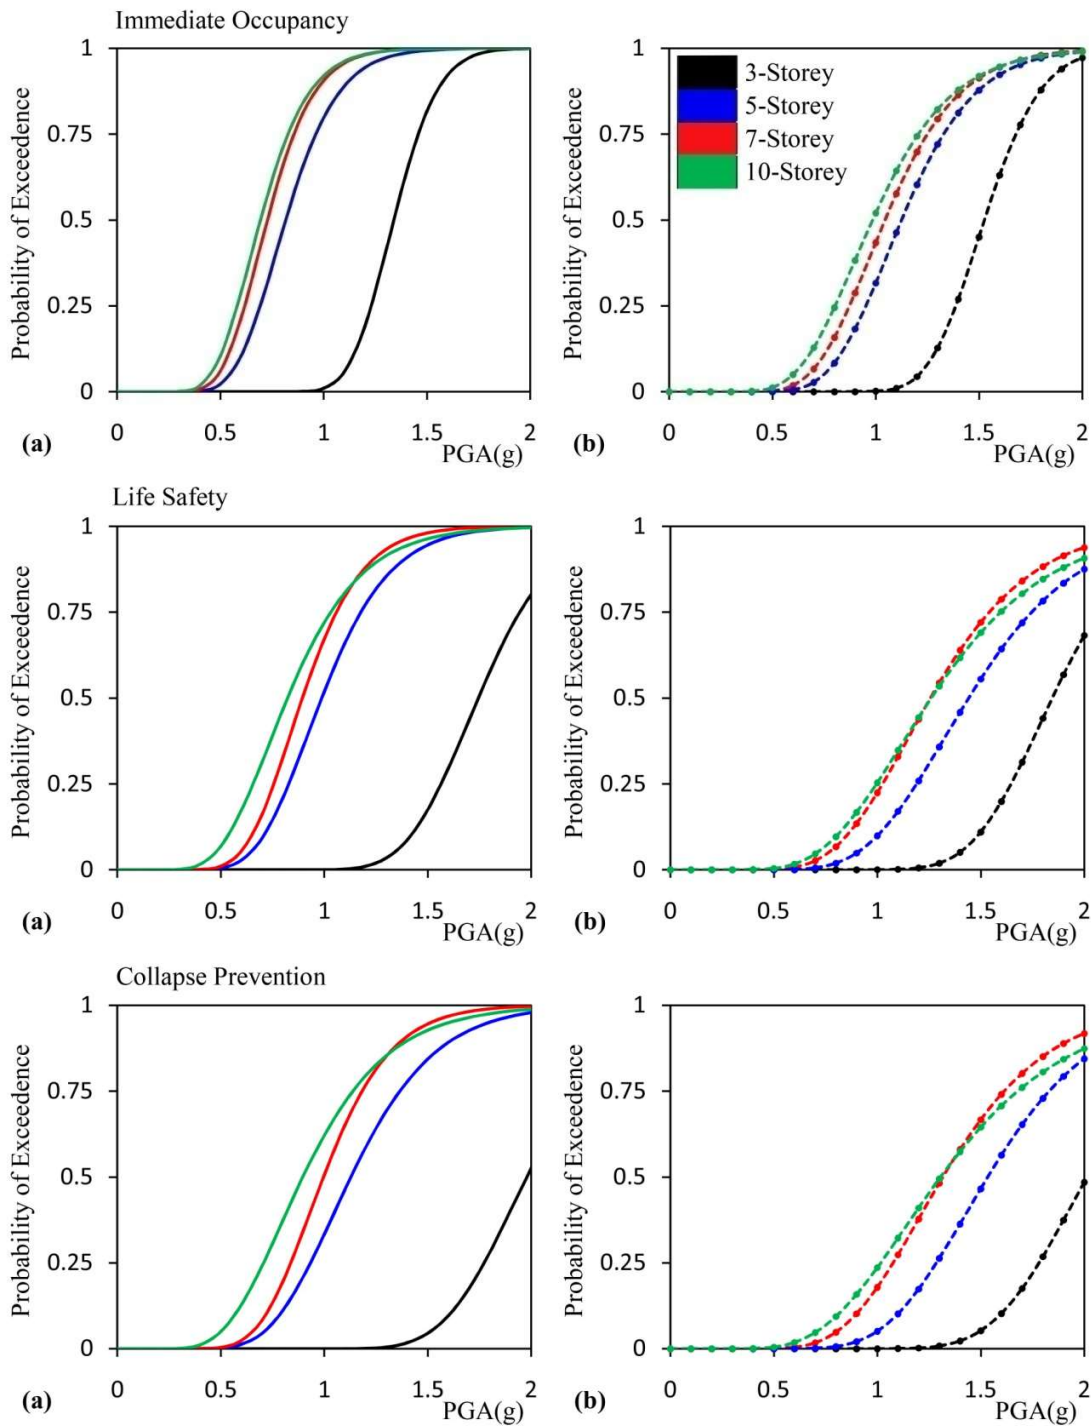 Immediate Occupancy
Probability of Exceedence
1
0.75
0.5
0.25
0
0 0.5 1 1.5 2
PGA(g)
(a)
Probability of Exceedence
1
0.75
0.5
0.25
0
3-Storey
5-Storey
7-Storey
10-Storey
0 0.5 1 1.5 2
PGA(g)
(b)
Life Safety
Probability of Exceedence
1
0.75
0.5
0.25
0
0 0.5 1 1.5 2
PGA(g)
(a)
Probability of Exceedence
1
0.75
0.5
0.25
0
0 0.5 1 1.5 2
PGA(g)
(b)
Collapse Prevention
Probability of Exceedence
1
0.75
0.5
0.25
0
0 0.5 1 1.5 2
PGA(g)
(a)
Probability of Exceedence
1
0.75
0.5
0.25
0
0 0.5 1 1.5 2
PGA(g)
(b)